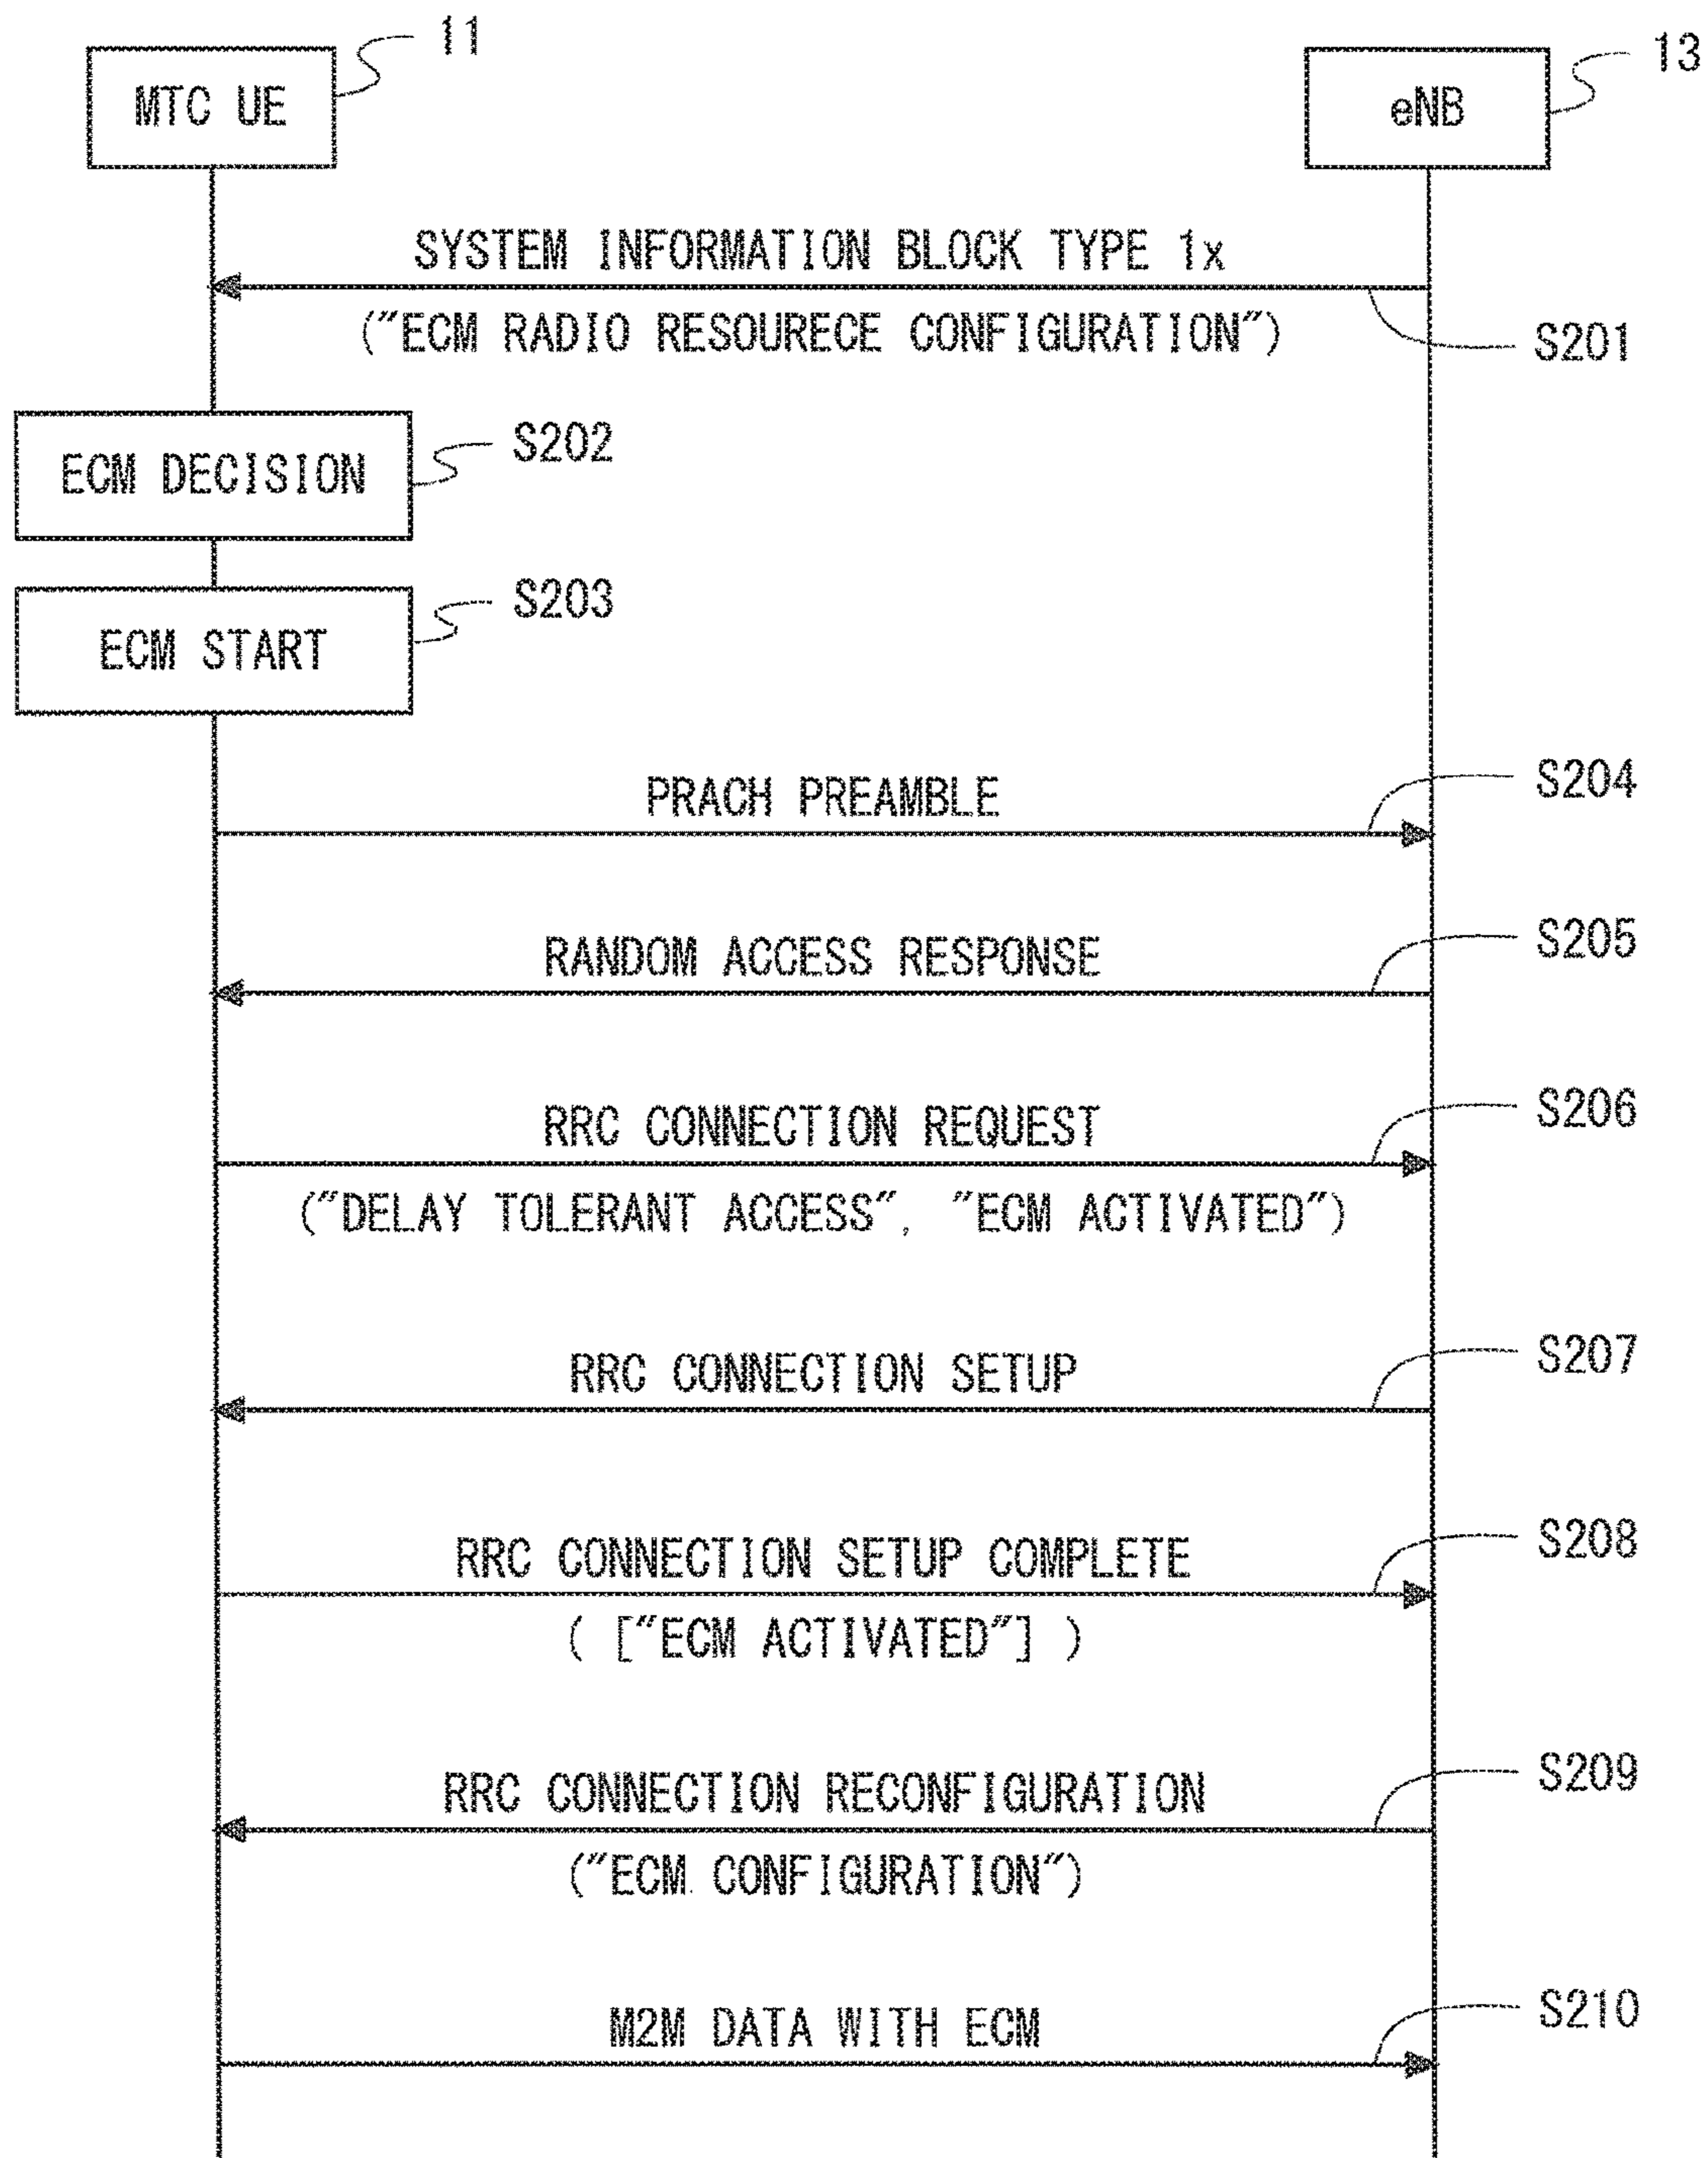 11
13
MTC UE
eNB
SYSTEM INFORMATION BLOCK TYPE 1x
("ECM RADIO RESOURECE CONFIGURATION")
S201
ECM DECISION
S202
ECM START
S203
PRACH PREAMBLE
S204
RANDOM ACCESS RESPONSE
S205
RRC CONNECTION REQUEST
S206
("DELAY TOLERANT ACCESS", "ECM ACTIVATED")
RRC CONNECTION SETUP
S207
RRC CONNECTION SETUP COMPLETE
S208
( ["ECM ACTIVATED"] )
RRC CONNECTION RECONFIGURATION
S209
("ECM CONFIGURATION")
M2M DATA WITH ECM
S210